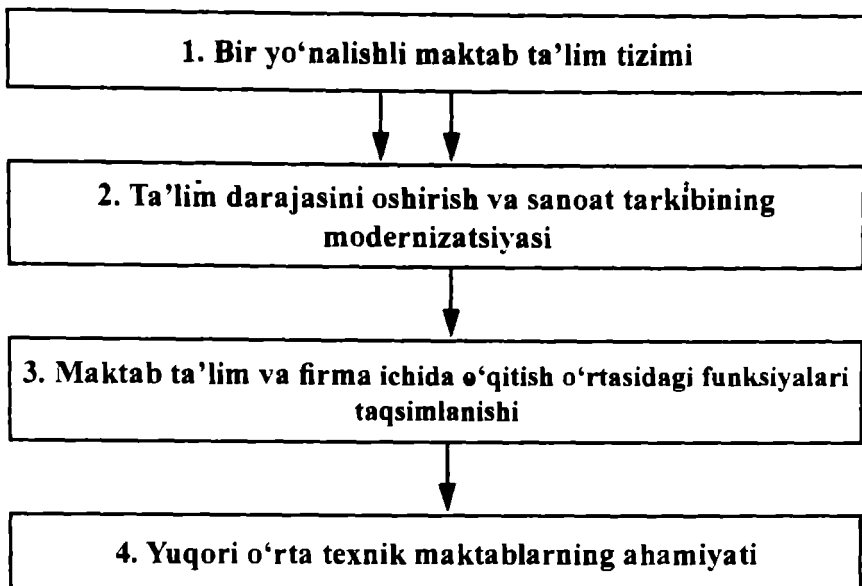 1. Bir yo‘nalishli maktab ta’lim tizimi
2. Ta’lim darajasini oshirish va sanoat tarkibining
modernizatsiyasi
3. Maktab ta’lim va firma ichida o‘qitish o‘rtasidagi funksiyalari
taqsimlanishi
4. Yuqori o‘rta texnik maktablarning ahamiyati